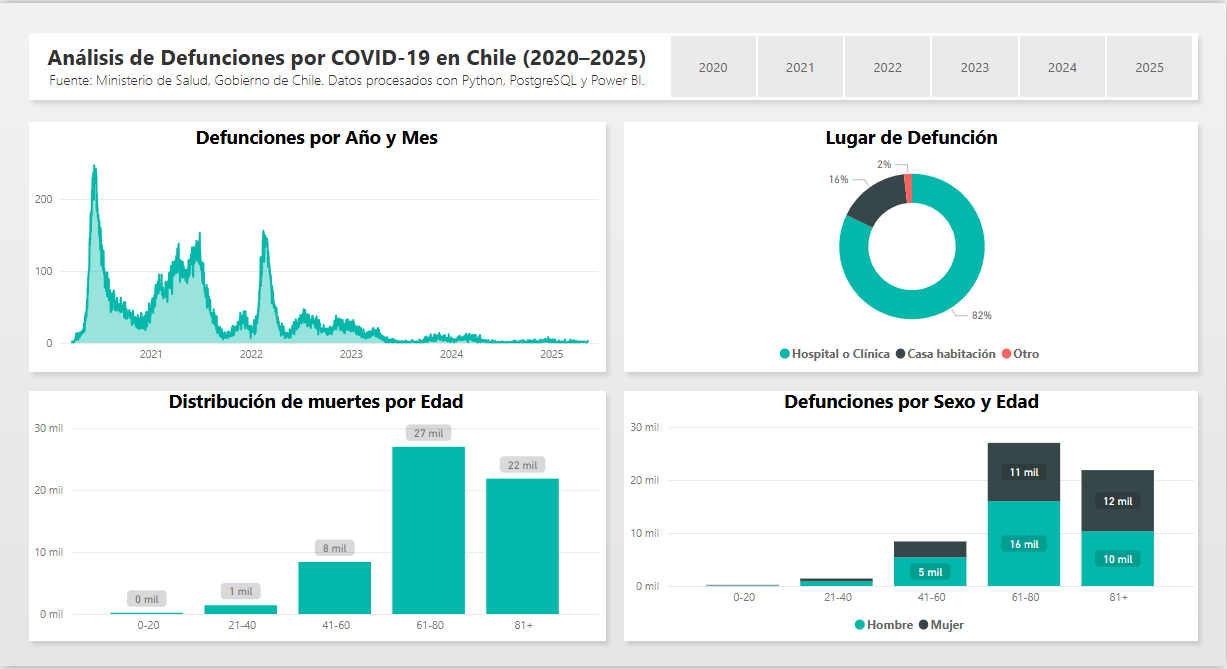 Análisis de Defunciones por COVID-19 en Chile (2020–2025)
Fuente: Ministerio de Salud, Gobierno de Chile. Datos procesados con Python, PostgreSQL y Power BI.
2020 2021 2022 2023 2024 2025
Defunciones por Año y Mes
200
100
0
2021 2022 2023 2024 2025
Lugar de Defunción
2%
16%
82%
Hospital o Clínica Casa habitación Otro
Distribución de muertes por Edad
30 mil
27 mil
22 mil
20 mil
10 mil
8 mil
1 mil
0 mil
0 mil
0-20 21-40 41-60 61-80 81+
Defunciones por Sexo y Edad
30 mil
20 mil
10 mil
0 mil
11 mil
12 mil
16 mil
10 mil
5 mil
0-20 21-40 41-60 61-80 81+
Hombre Mujer